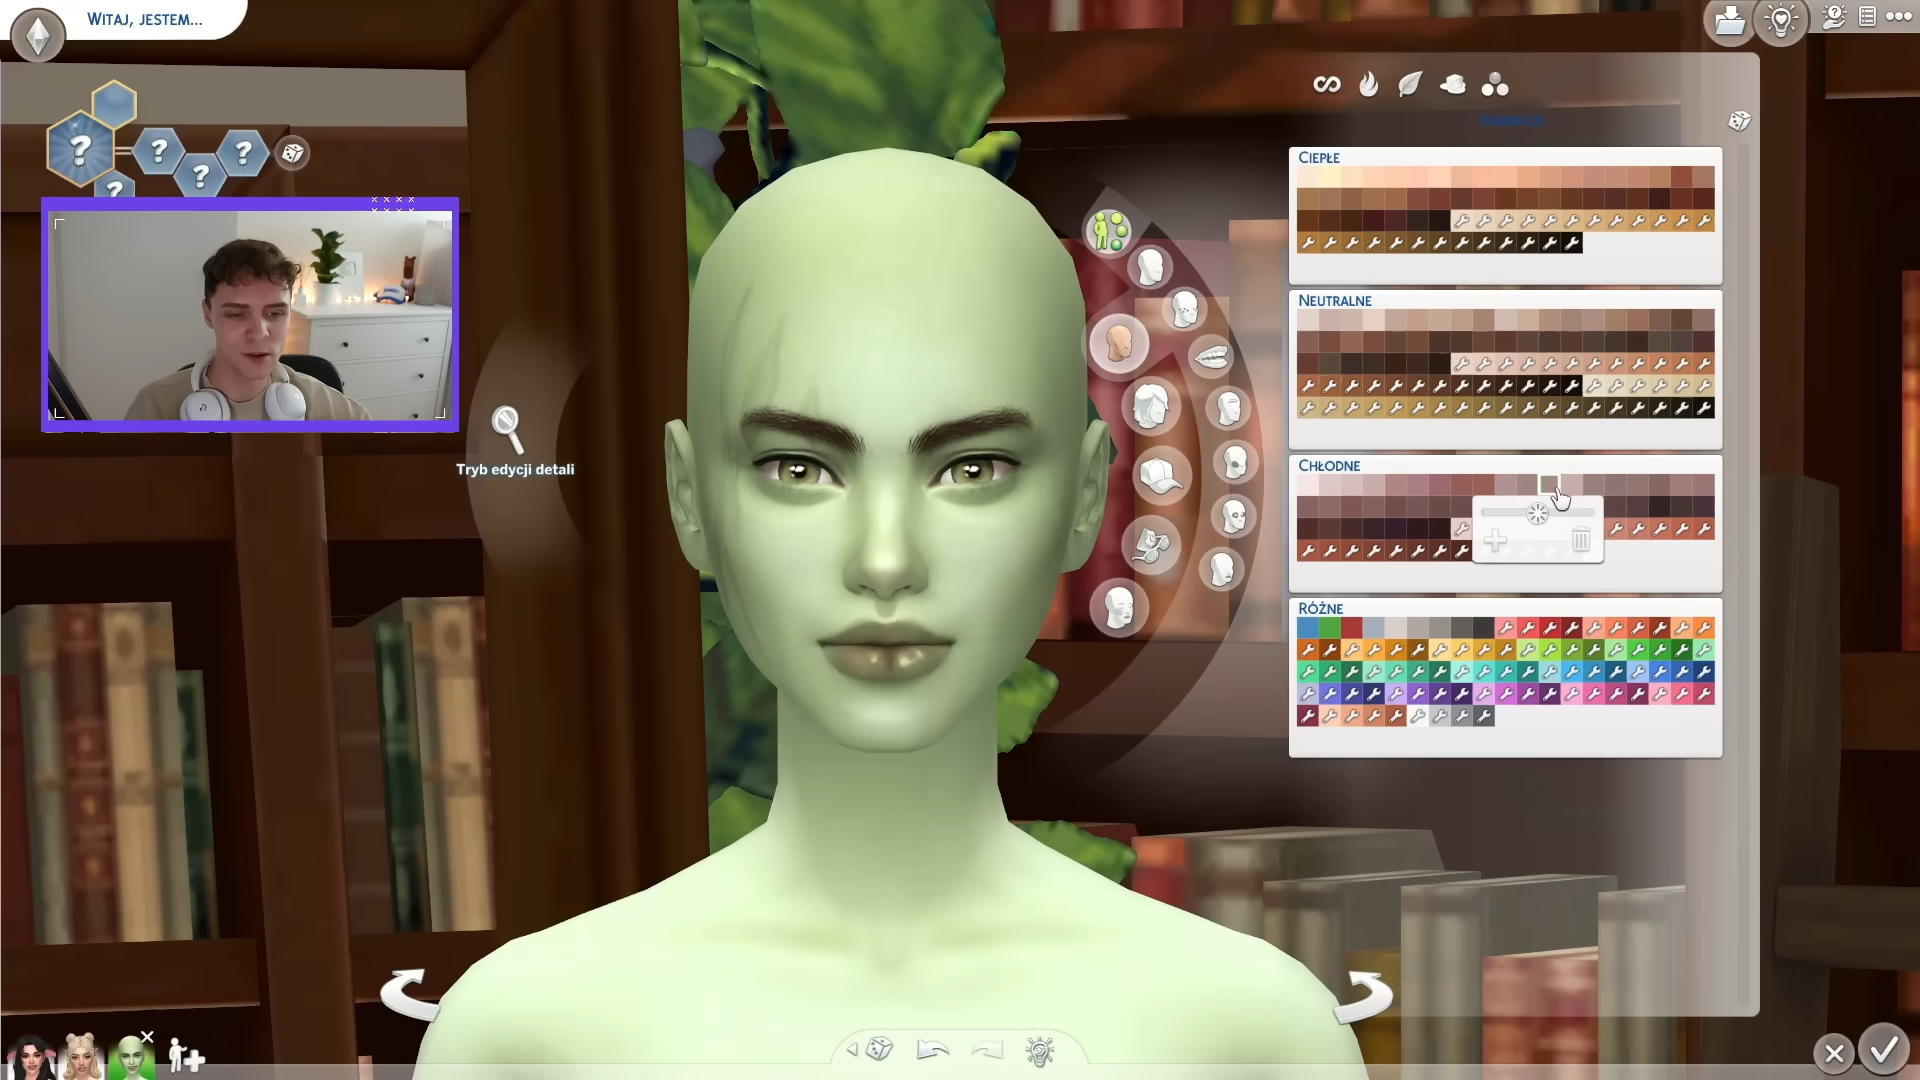 WITAJ, JESTEM...
Tryb edycji detali
CIEPŁE
NEUTRALNE
CHŁODNE
RÓŻNE